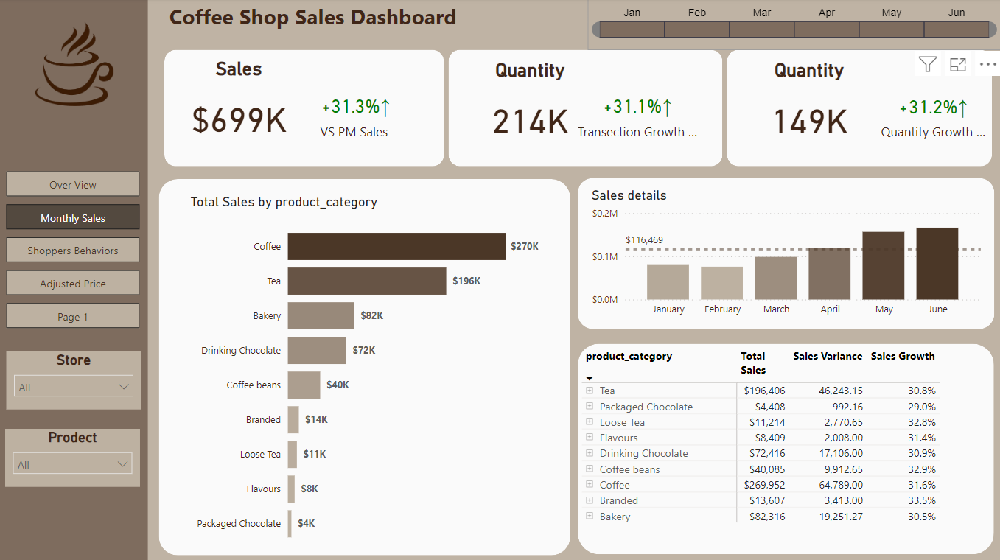 Coffee Shop Sales Dashboard
Jan Feb Mar Apr May Jun
Sales
$699K
+31.3%↑
VS PM Sales
Quantity
214K
+31.1%↑
Transection Growth ...
Quantity
149K
+31.2%↑
Quantity Growth ...
Over View
Monthly Sales
Shoppers Behaviors
Adjusted Price
Page 1
Store
All
Prodect
All
Total Sales by product_category
Coffee $270K
Tea $196K
Bakery $82K
Drinking Chocolate $72K
Coffee beans $40K
Branded $14K
Loose Tea $11K
Flavours $8K
Packaged Chocolate $4K
Sales details
$0.2M
$116,469
$0.1M
$0.0M
January February March April May June
product_category Total Sales Sales Variance Sales Growth
Tea $196,406 46,243.15 30.8%
Packaged Chocolate $4,408 992.16 29.0%
Loose Tea $11,214 2,770.65 32.8%
Flavours $8,409 2,008.00 31.4%
Drinking Chocolate $72,416 17,106.00 30.9%
Coffee beans $40,085 9,912.65 32.9%
Coffee $269,952 64,789.00 31.6%
Branded $13,607 3,413.00 33.5%
Bakery $82,316 19,251.27 30.5%